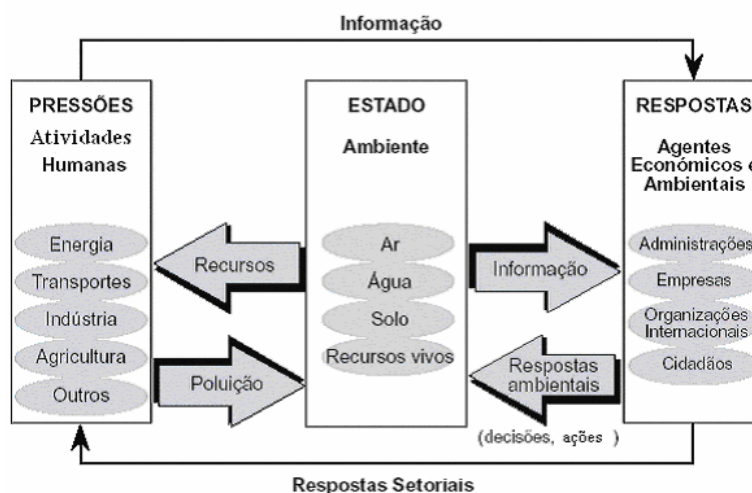 Informação
PRESSÕES
Atividades
Humanas
Energia
Transportes
Indústria
Agricultura
Outros
Recursos
Poluição
ESTADO
Ambiente
Ar
Água
Solo
Recursos vivos
Informação
Respostas
ambientais
(decisões, ações )
RESPOSTAS
Agentes
Económicos e
Ambientais
Administrações
Empresas
Organizações
Internacionais
Cidadãos
Respostas Setoriais